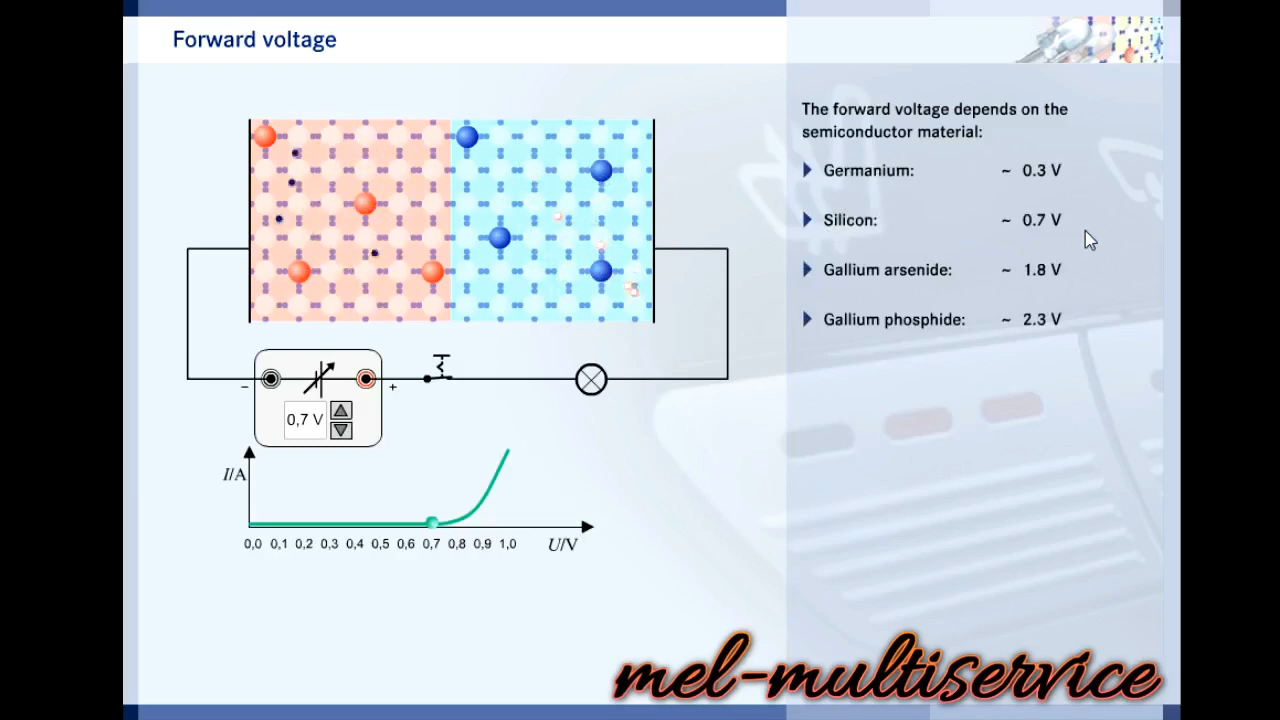 Forward voltage
The forward voltage depends on the
semiconductor material:
Germanium: ~ 0.3 V
Silicon: ~ 0.7 V
Gallium arsenide: ~ 1.8 V
Gallium phosphide: ~ 2.3 V
− +
0,7 V
I/A
0,0 0,1 0,2 0,3 0,4 0,5 0,6 0,7 0,8 0,9 1,0 U/V
mel-multiservice